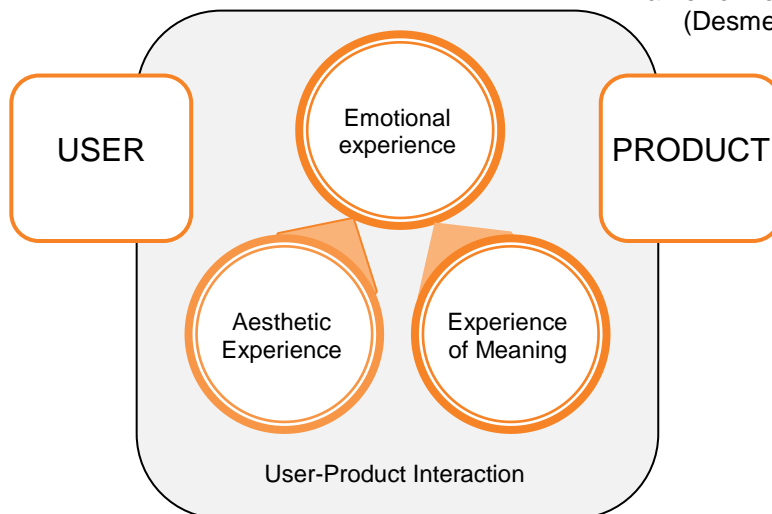 (Desme
Emotional
experience
USER
PRODUCT
Aesthetic
Experience
Experience
of Meaning
User-Product Interaction